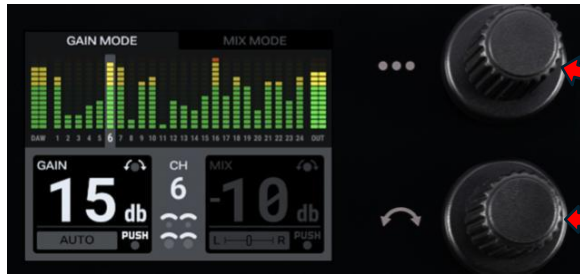 GAIN MODE MIX MODE
DAW 1 2 3 4 5 6 7 8 9 10 11 12 13 14 15 16 17 18 19 20 21 22 23 24 OUT
GAIN CH MIX
15 db 6 -10 db
AUTO PUSH L R PUSH